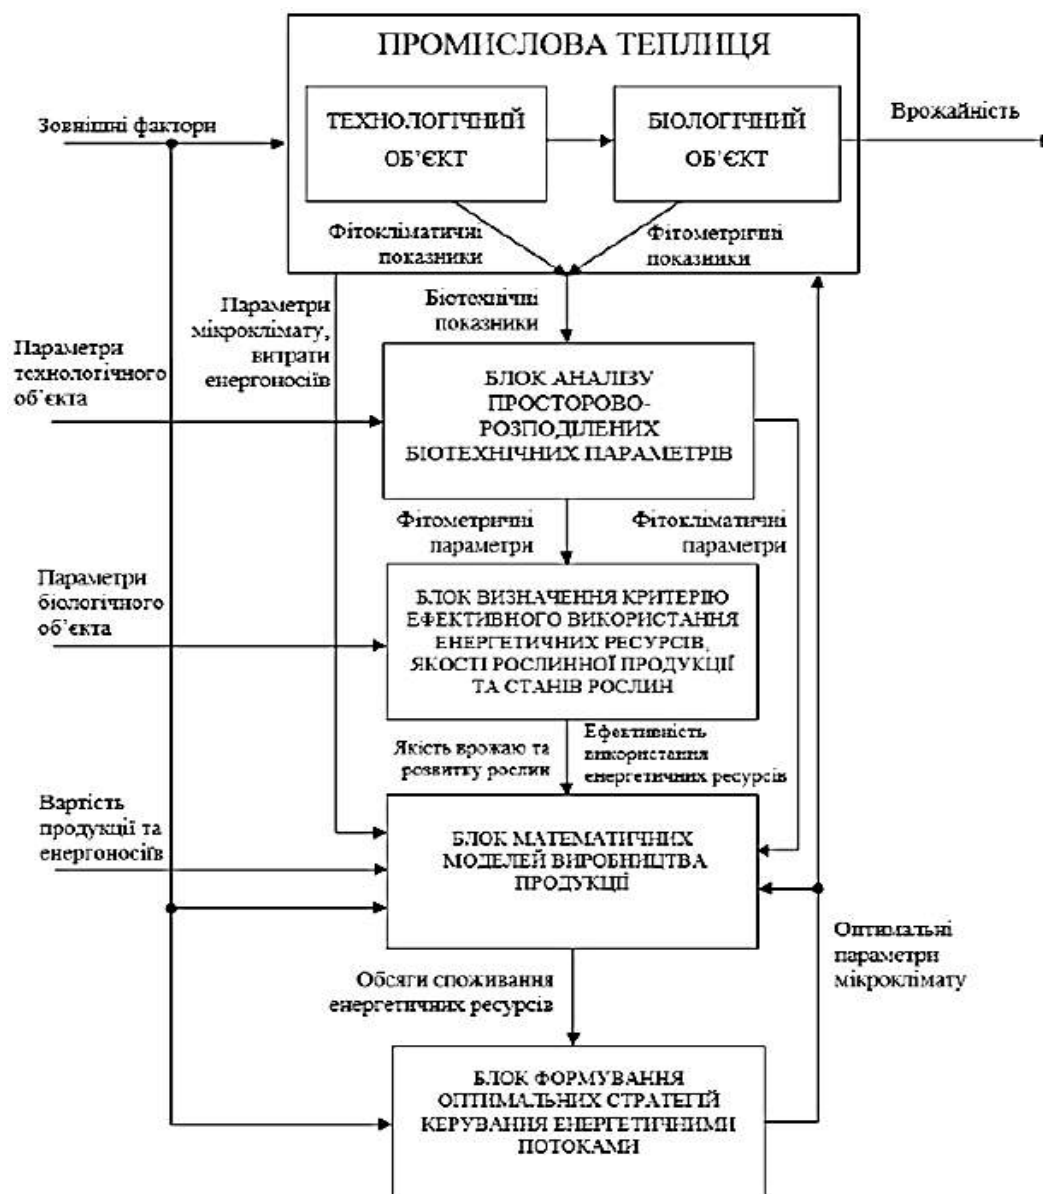 ПРОМИСЛОВА ТЕПЛИЦЯ
Зовнішні фактори
ТЕХНОЛОГІЧНИЙ
ОБ’ЄКТ
БІОЛОГІЧНИЙ
ОБ’ЄКТ
Врожайність
Фітокліматичні
показники
Фітометричні
показники
Параметри
мікроклімату,
витрати
енергоносіїв
Біотехнічні
показники
Параметри
технологічного
об’єкта
БЛОК АНАЛІЗУ
ПРОСТОРОВО-
РОЗПОДІЛЕНИХ
БІОТЕХНІЧНИХ ПАРАМЕТРІВ
Фітометричні
параметри
Фітокліматичні
параметри
Параметри
біологічного
об’єкта
БЛОК ВИЗНАЧЕННЯ КРИТЕРІЮ
ЕФЕКТИВНОГО ВИКОРИСТАННЯ
ЕНЕРГЕТИЧНИХ РЕСУРСІВ,
ЯКОСТІ РОСЛИННОЇ ПРОДУКЦІЇ
ТА СТАНІВ РОСЛИН
Якість врожаю та
розвитку рослин
Ефективність
використання
енергетичних ресурсів
Вартість
продукції та
енергоносіїв
БЛОК МАТЕМАТИЧНИХ
МОДЕЛЕЙ ВИРОБНИЦТВА
ПРОДУКЦІЇ
Обсяги споживання
енергетичних ресурсів
Оптимальні
параметри
мікроклімату
БЛОК ФОРМУВАННЯ
ОПТИМАЛЬНИХ СТРАТЕГІЙ
КЕРУВАННЯ ЕНЕРГЕТИЧНИМИ
ПОТОКАМИ